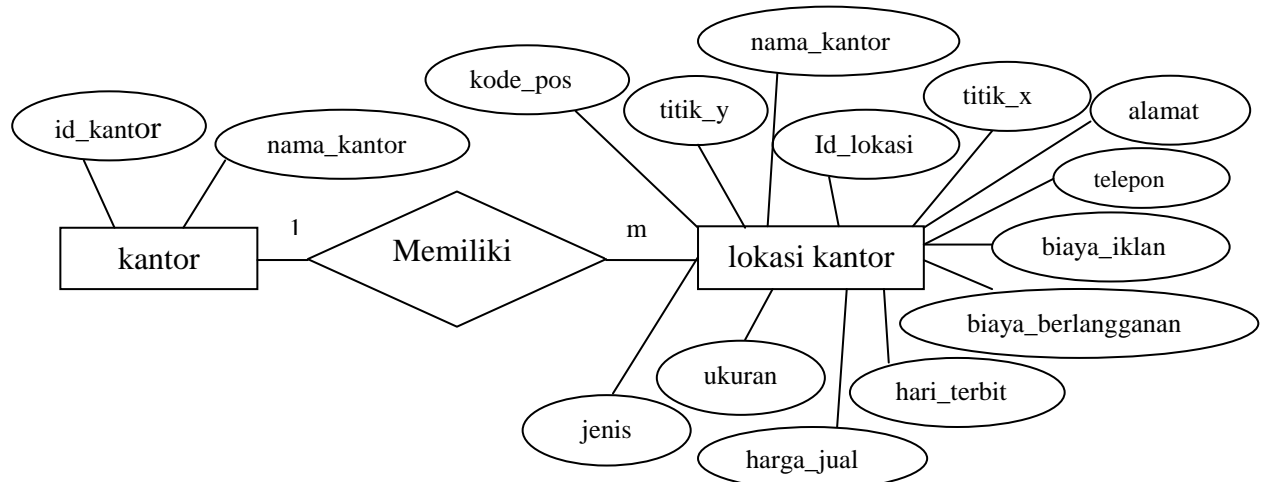 nama_kantor
kode_pos
titik_y
titik_x
alamat
id_kantor
nama_kantor
Id_lokasi
telepon
1
m
Memiliki
kantor
lokasi kantor
biaya_iklan
biaya_berlangganan
ukuran
hari_terbit
jenis
harga_jual